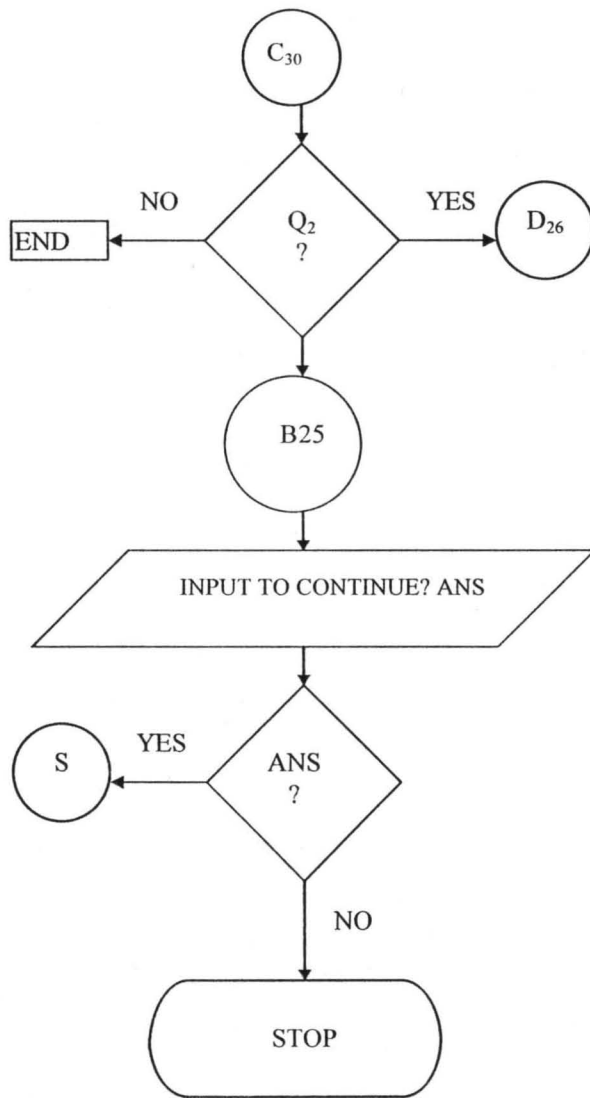 C₃₀
NO
YES
Q₂
?
END
D₂₆
B25
INPUT TO CONTINUE? ANS
S
YES
ANS
?
NO
STOP